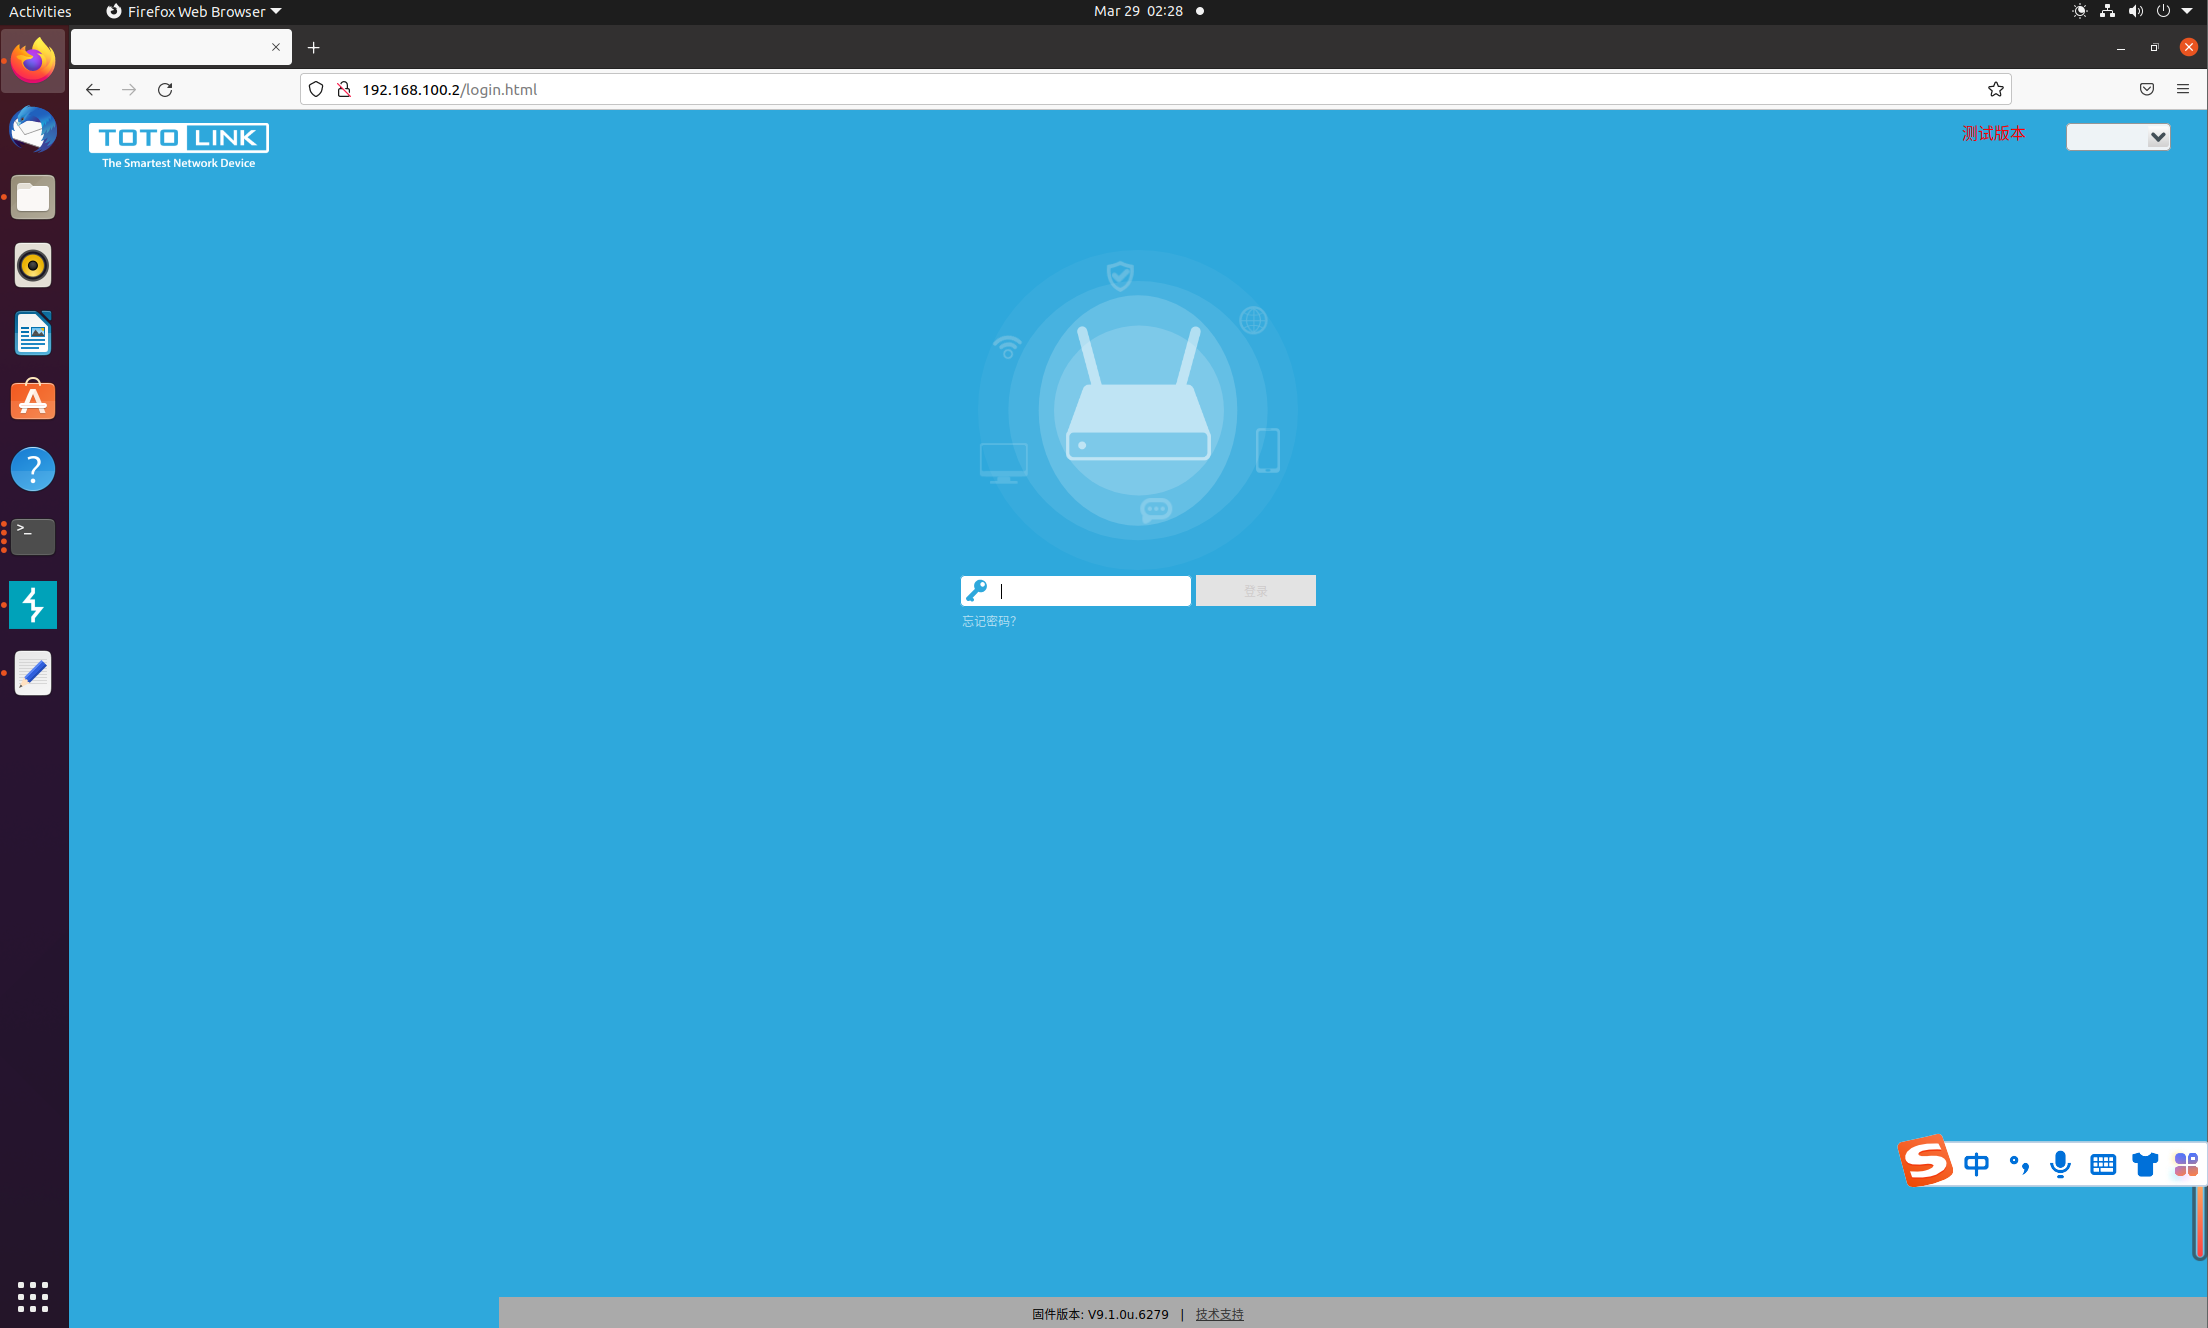 Activities
Firefox Web Browser
Mar 29 02:28
192.168.100.2/login.html
TOTO LINK
The Smartest Network Device
测试版本
登录
忘记密码?
中
固件版本: V9.1.0u.6279 | 技术支持